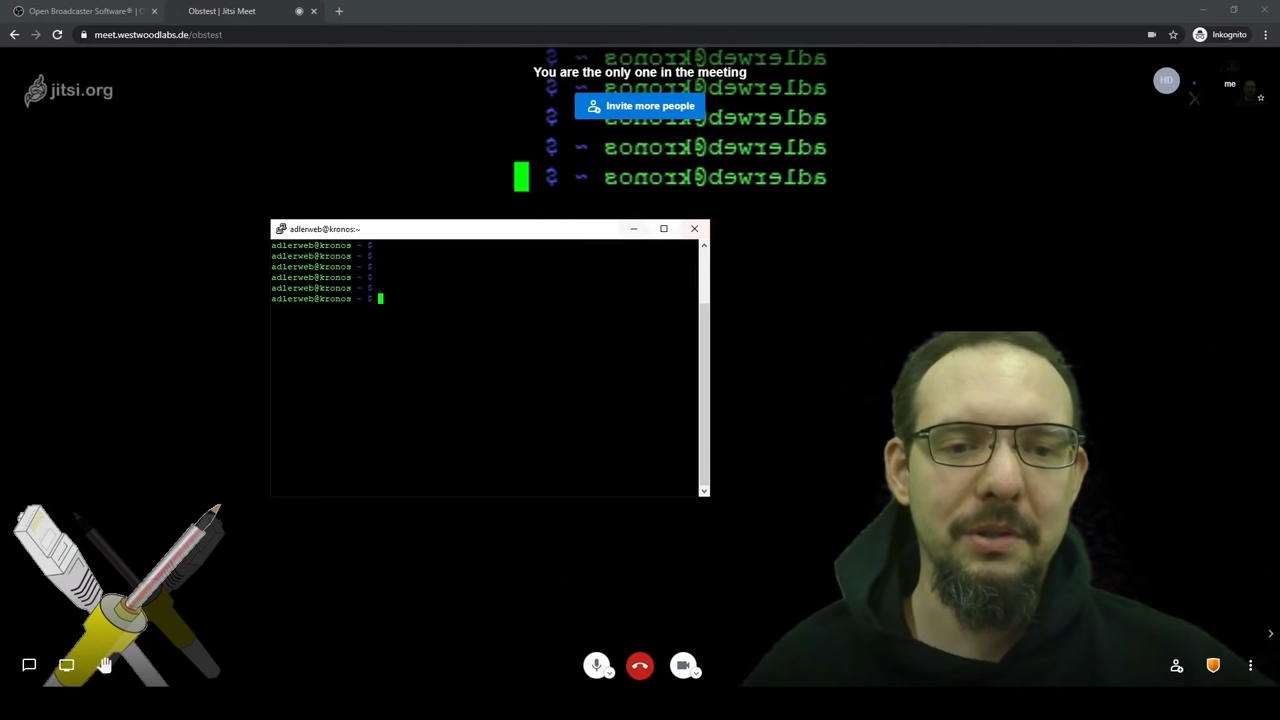 Open Broadcaster Software® | O
Obstest | Jitsi Meet
meet.westwoodlabs.de/obstest
Inkognito
adlerweb@kronos ~ $
You are the only one in the meeting
jitsi.org
HD
me
adlerweb@kronos ~ $
Invite more people
adlerweb@kronos ~ $
adlerweb@kronos ~ $
adlerweb@kronos ~ $
adlerweb@kronos:~
adlerweb@kronos ~ $
adlerweb@kronos ~ $
adlerweb@kronos ~ $
adlerweb@kronos ~ $
adlerweb@kronos ~ $
adlerweb@kronos ~ $